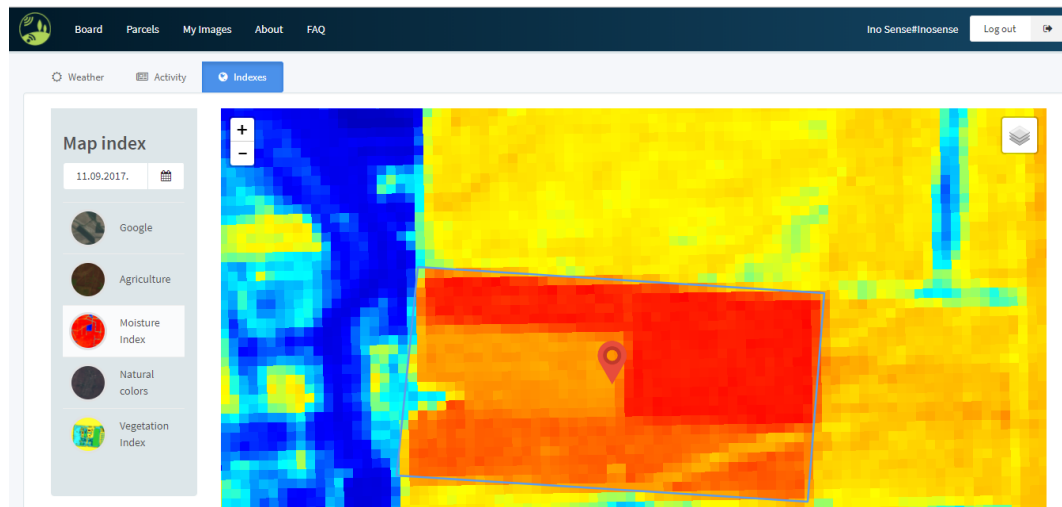 Board Parcels My Images About FAQ Ino Sense#Inosense Log out
Weather Activity Indexes
Map index
11.09.2017.
Google
Agriculture
Moisture
Index
Natural
colors
Vegetation
Index
+
−